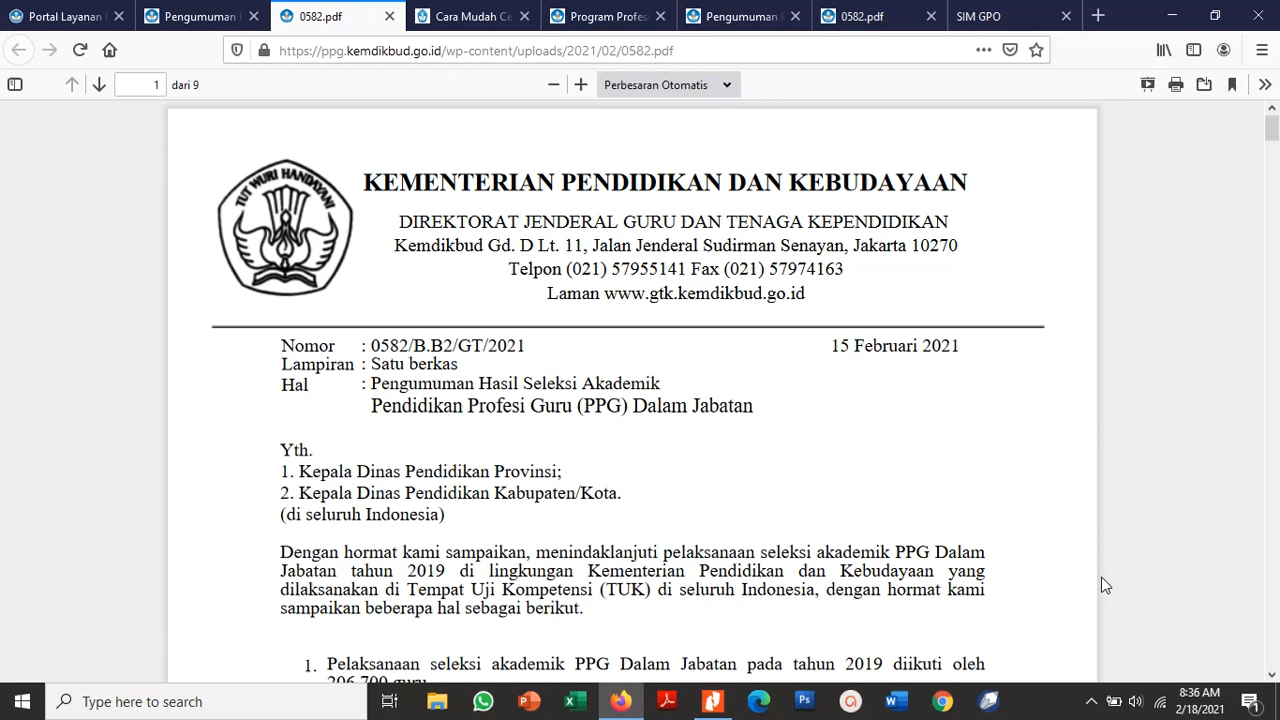 Portal Layanan
Pengumuman
0582.pdf
Cara Mudah Ce
Program Profes
Pengumuman
0582.pdf
SIM GPO
https://ppg.kemdikbud.go.id/wp-content/uploads/2021/02/0582.pdf
1 dari 9
Perbesaran Otomatis
TUT WURI HANDAYANI
KEMENTERIAN PENDIDIKAN DAN KEBUDAYAAN
DIREKTORAT JENDERAL GURU DAN TENAGA KEPENDIDIKAN
Kemdikbud Gd. D Lt. 11, Jalan Jenderal Sudirman Senayan, Jakarta 10270
Telpon (021) 57955141 Fax (021) 57974163
Laman www.gtk.kemdikbud.go.id
Nomor : 0582/B.B2/GT/2021 15 Februari 2021
Lampiran : Satu berkas
Hal : Pengumuman Hasil Seleksi Akademik
Pendidikan Profesi Guru (PPG) Dalam Jabatan
Yth.
1. Kepala Dinas Pendidikan Provinsi;
2. Kepala Dinas Pendidikan Kabupaten/Kota.
(di seluruh Indonesia)
Dengan hormat kami sampaikan, menindaklanjuti pelaksanaan seleksi akademik PPG Dalam
Jabatan tahun 2019 di lingkungan Kementerian Pendidikan dan Kebudayaan yang
dilaksanakan di Tempat Uji Kompetensi (TUK) di seluruh Indonesia, dengan hormat kami
sampaikan beberapa hal sebagai berikut.
1. Pelaksanaan seleksi akademik PPG Dalam Jabatan pada tahun 2019 diikuti oleh
206.700 guru
Type here to search
8:36 AM
2/18/2021